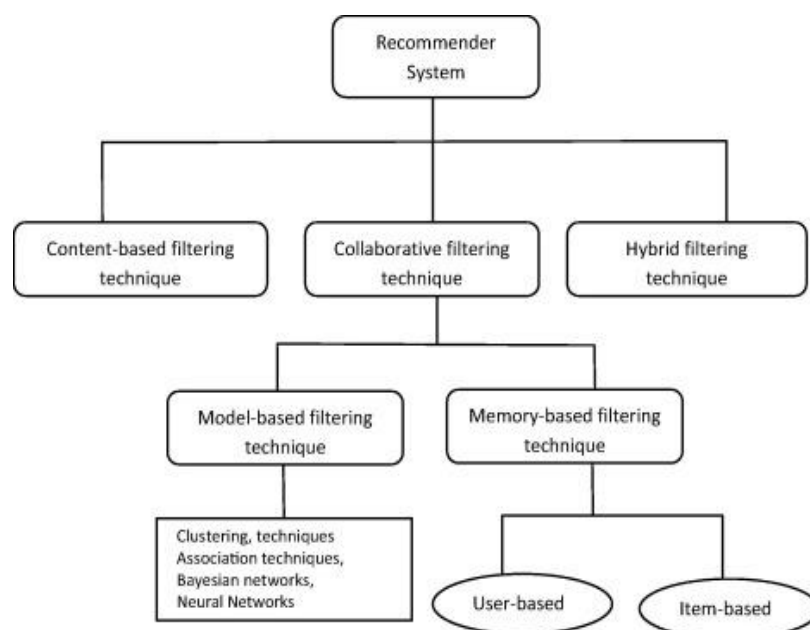 Recommender
System
Content-based filtering
technique
Collaborative filtering
technique
Hybrid filtering
technique
Model-based filtering
technique
Memory-based filtering
technique
Clustering, techniques
Association techniques,
Bayesian networks,
Neural Networks
User-based
Item-based